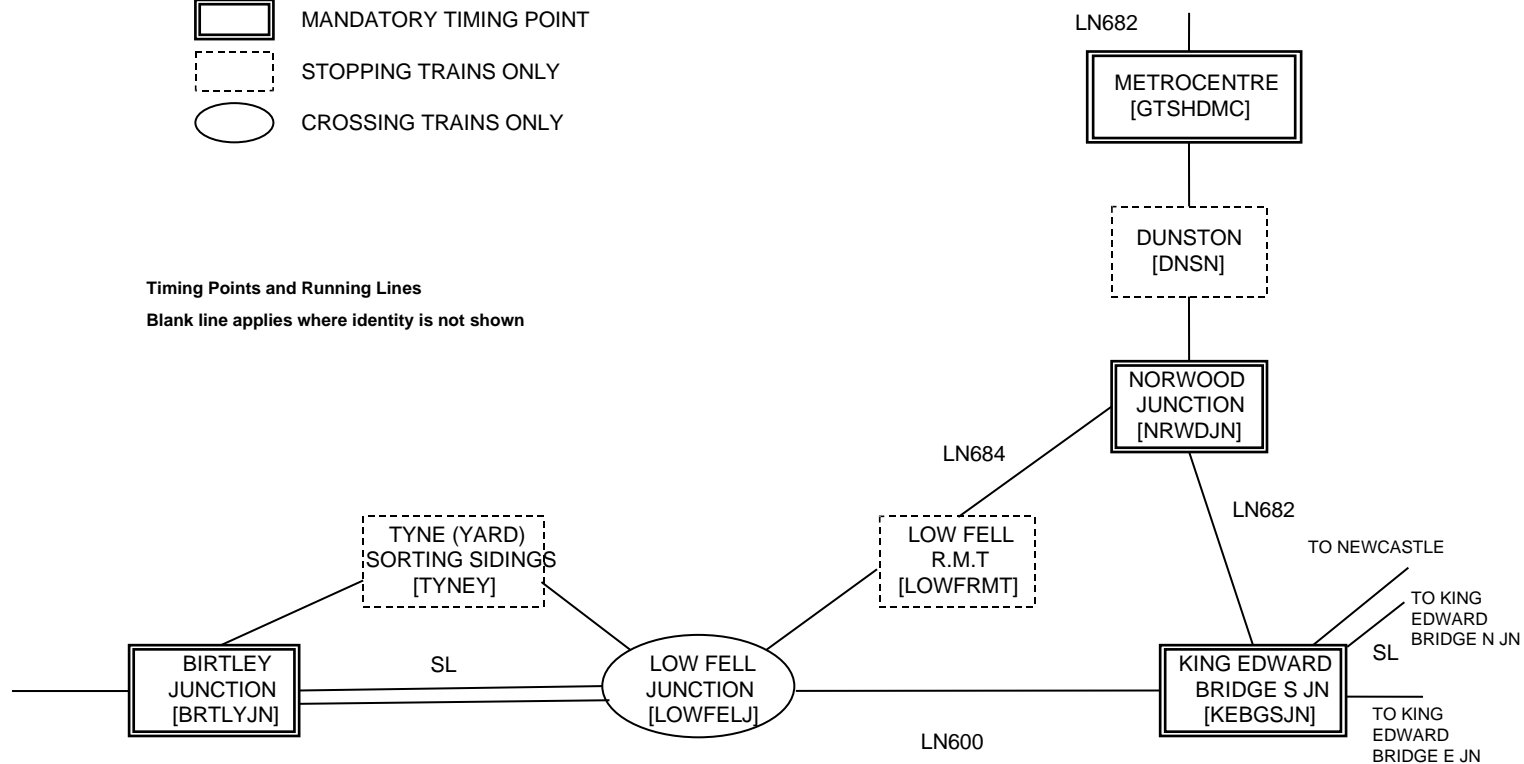 MANDATORY TIMING POINT
STOPPING TRAINS ONLY
CROSSING TRAINS ONLY
Timing Points and Running Lines
Blank line applies where identity is not shown
LN682
METROCENTRE
[GTSHDMC]
DUNSTON
[DNSN]
NORWOOD
JUNCTION
[NRWDJN]
LN684
LN682
TYNE (YARD)
SORTING SIDINGS
[TYNEY]
LOW FELL
R.M.T
[LOWFRMT]
TO NEWCASTLE
TO KING
EDWARD
BRIDGE N JN
SL
BIRTLEY
JUNCTION
[BRTLYJN]
SL
LOW FELL
JUNCTION
[LOWFELJ]
LN600
KING EDWARD
BRIDGE S JN
[KEBGSJN]
TO KING
EDWARD
BRIDGE E JN